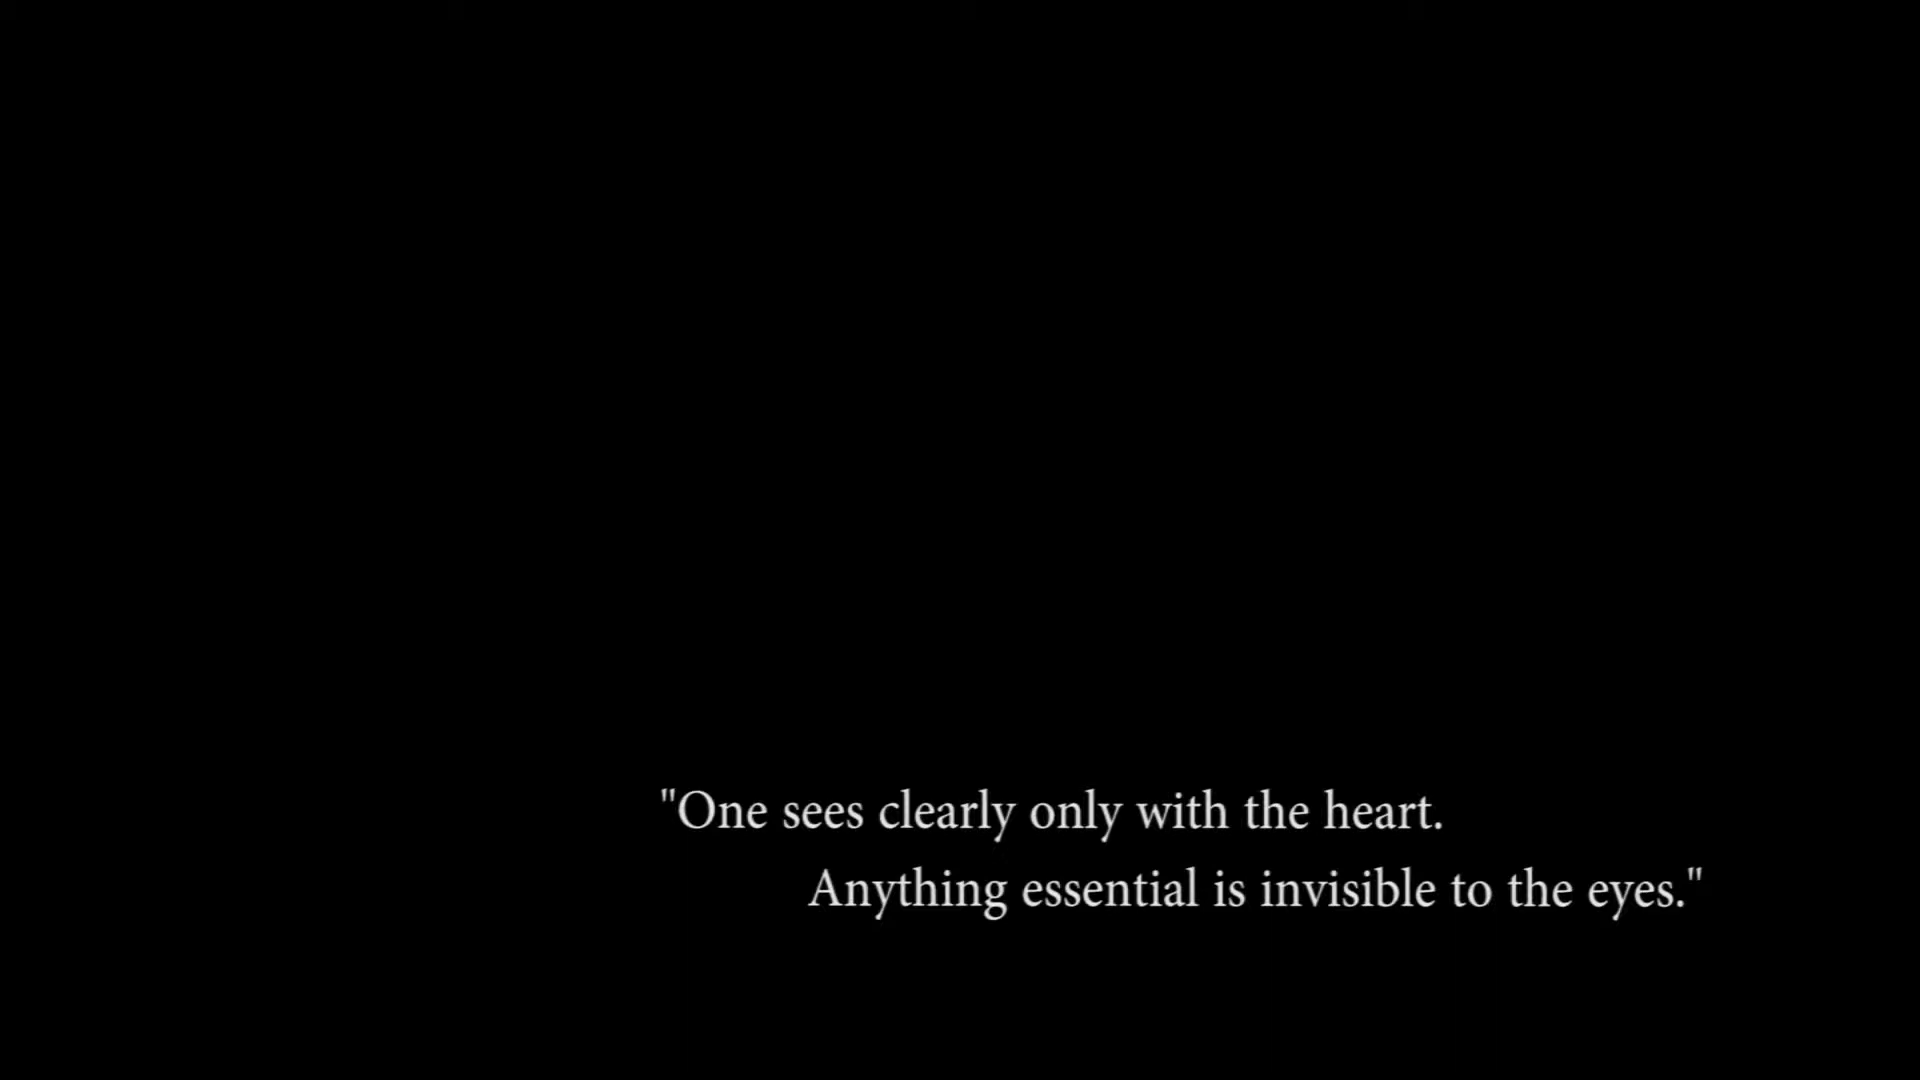 "One sees clearly only with the heart.
Anything essential is invisible to the eyes."